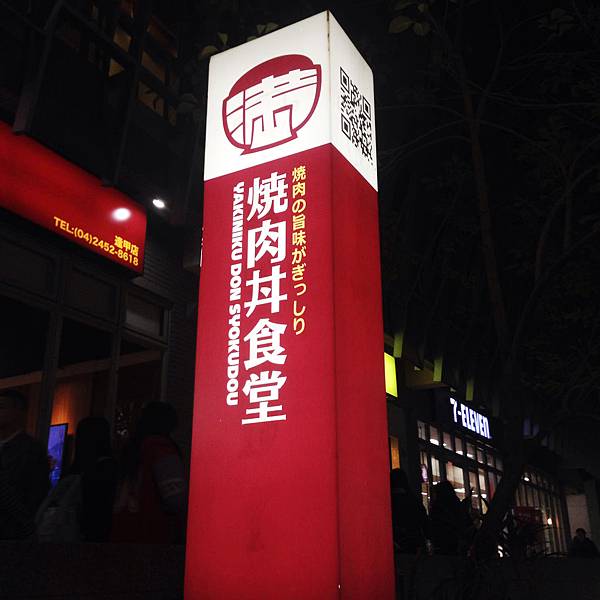 満
焼肉の旨味がぎっしり
焼肉丼食堂
YAKINIKU DON SYOKUDOU
逢甲店
TEL:(04)2452-8618
7-ELEVEN